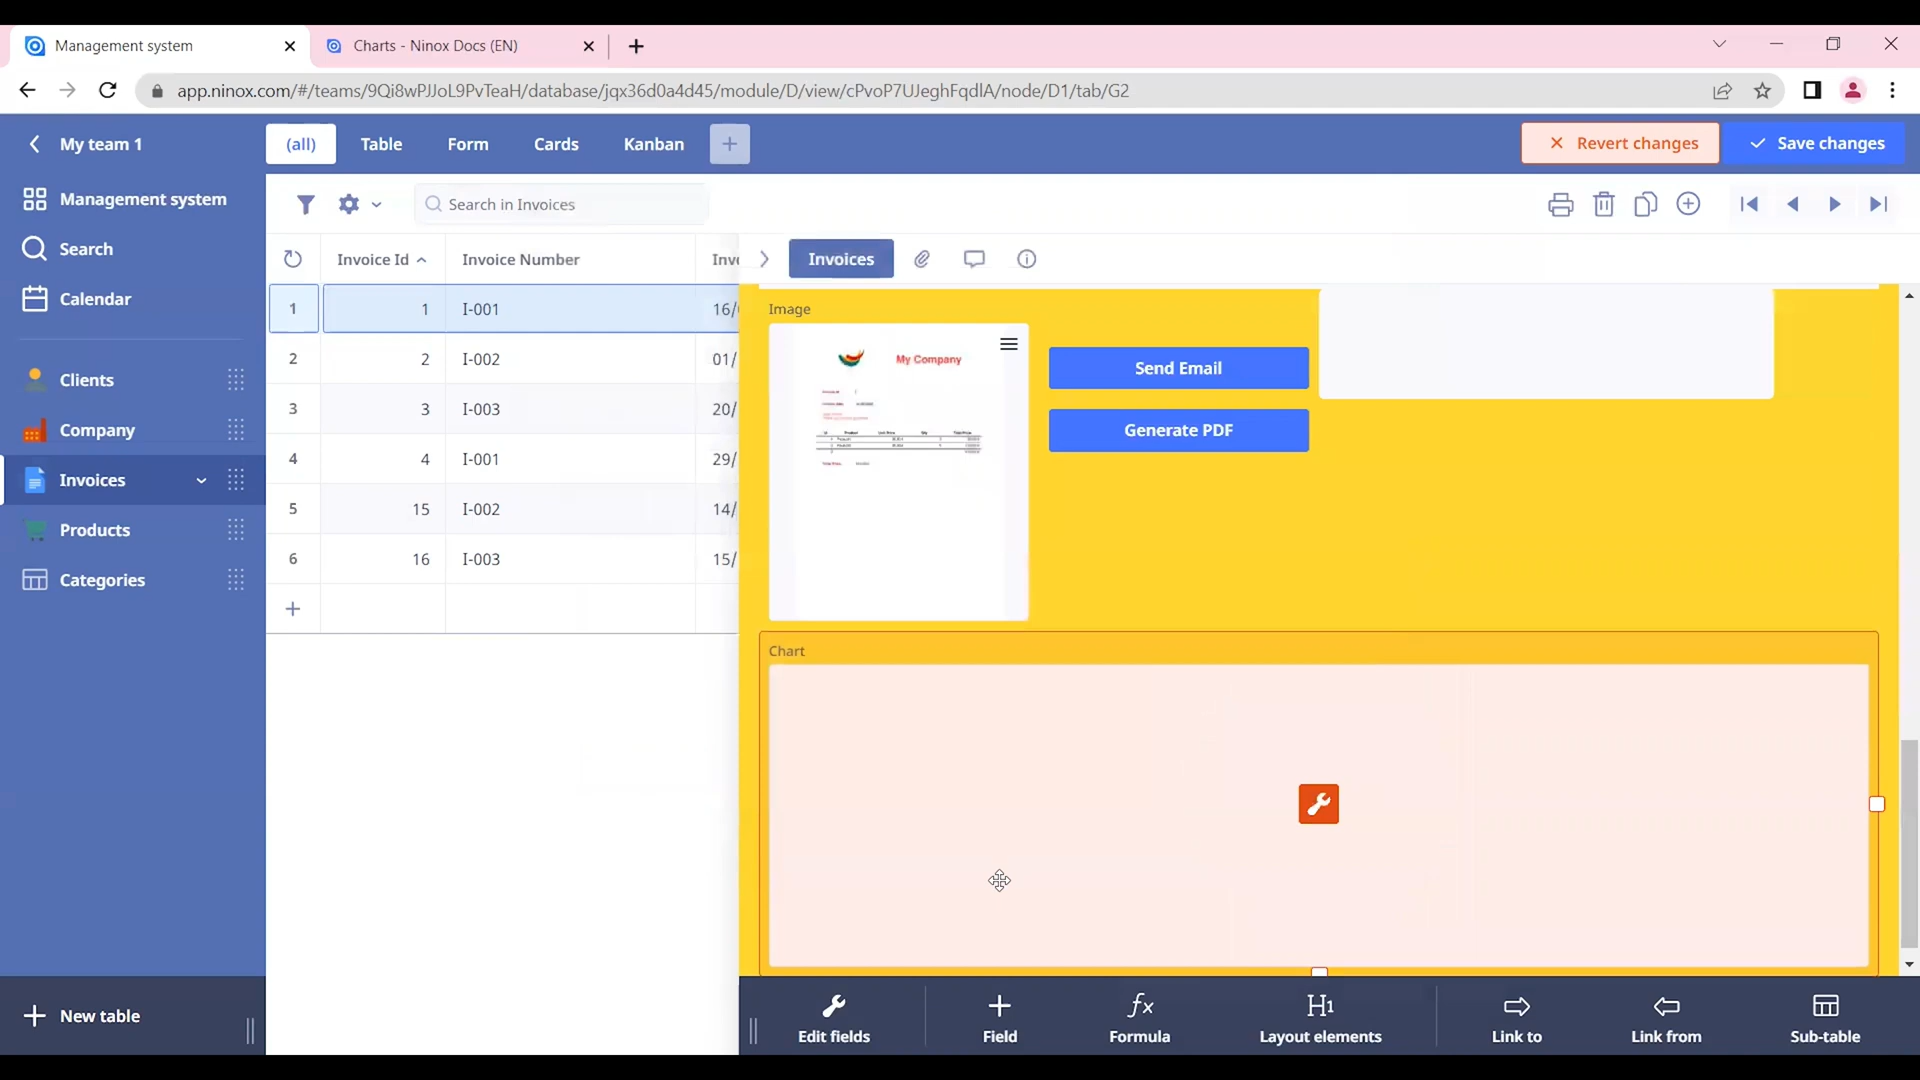 Management system
Charts - Ninox Docs (EN)
app.ninox.com/#/teams/9Qi8wPJJoL9PvTeaH/database/jqx36d0a4d45/module/D/view/cPvoP7UJeghFqdlA/node/D1/tab/G2
My team 1
(all) Table Form Cards Kanban
Revert changes Save changes
Management system
Search
Calendar
Clients
Company
Invoices
Products
Categories
New table
Search in Invoices
Invoice Id Invoice Number Inv
1 1 I-001 16/
2 2 I-002 01/
3 3 I-003 20/
4 4 I-001 29/
5 15 I-002 14/
6 16 I-003 15/
Invoices
Image
My Company
Send Email
Generate PDF
Chart
Edit fields Field Formula Layout elements Link to Link from Sub-table